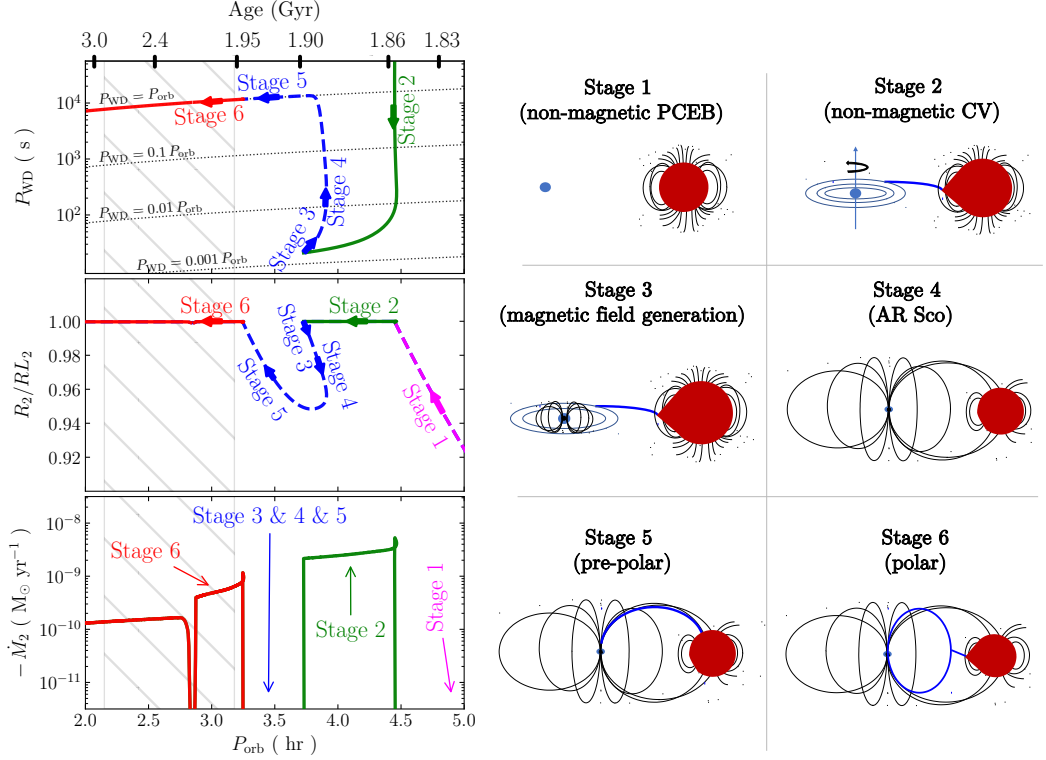 Age (Gyr)
3.0 2.4 1.95 1.90 1.86 1.83
P_WD ( s )
10^4
10^3
10^2
P_WD = P_orb
P_WD = 0.1 P_orb
P_WD = 0.01 P_orb
P_WD = 0.001 P_orb
Stage 6
Stage 5
Stage 4
Stage 3
Stage 2
R_2/RL_2
1.00
0.98
0.96
0.94
0.92
Stage 6
Stage 5
Stage 3
Stage 4
Stage 2
Stage 1
−Ṁ_2 ( M_⊙ yr^−1 )
10^−8
10^−9
10^−10
10^−11
Stage 3 & 4 & 5
Stage 6
Stage 2
Stage 1
2.0 2.5 3.0 3.5 4.0 4.5 5.0
P_orb ( hr )
Stage 1
(non-magnetic PCEB)
Stage 2
(non-magnetic CV)
Stage 3
(magnetic field generation)
Stage 4
(AR Sco)
Stage 5
(pre-polar)
Stage 6
(polar)